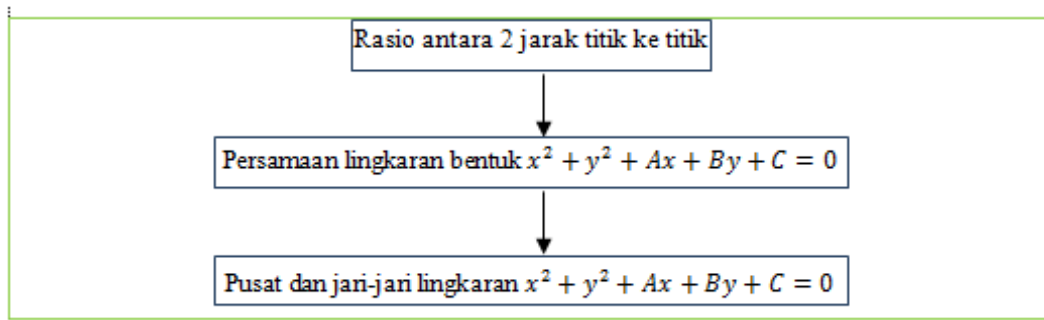 Rasio antara 2 jarak titik ke titik
Persamaan lingkaran bentuk 𝑥² + 𝑦² + 𝐴𝑥 + 𝐵𝑦 + 𝐶 = 0
Pusat dan jari-jari lingkaran 𝑥² + 𝑦² + 𝐴𝑥 + 𝐵𝑦 + 𝐶 = 0